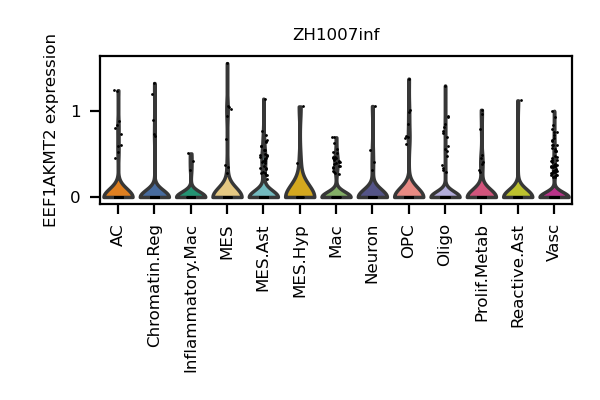 ZH1007inf
EEF1AKMT2 expression
1
0
AC
Chromatin.Reg
Inflammatory.Mac
MES
MES.Ast
MES.Hyp
Mac
Neuron
OPC
Oligo
Prolif.Metab
Reactive.Ast
Vasc